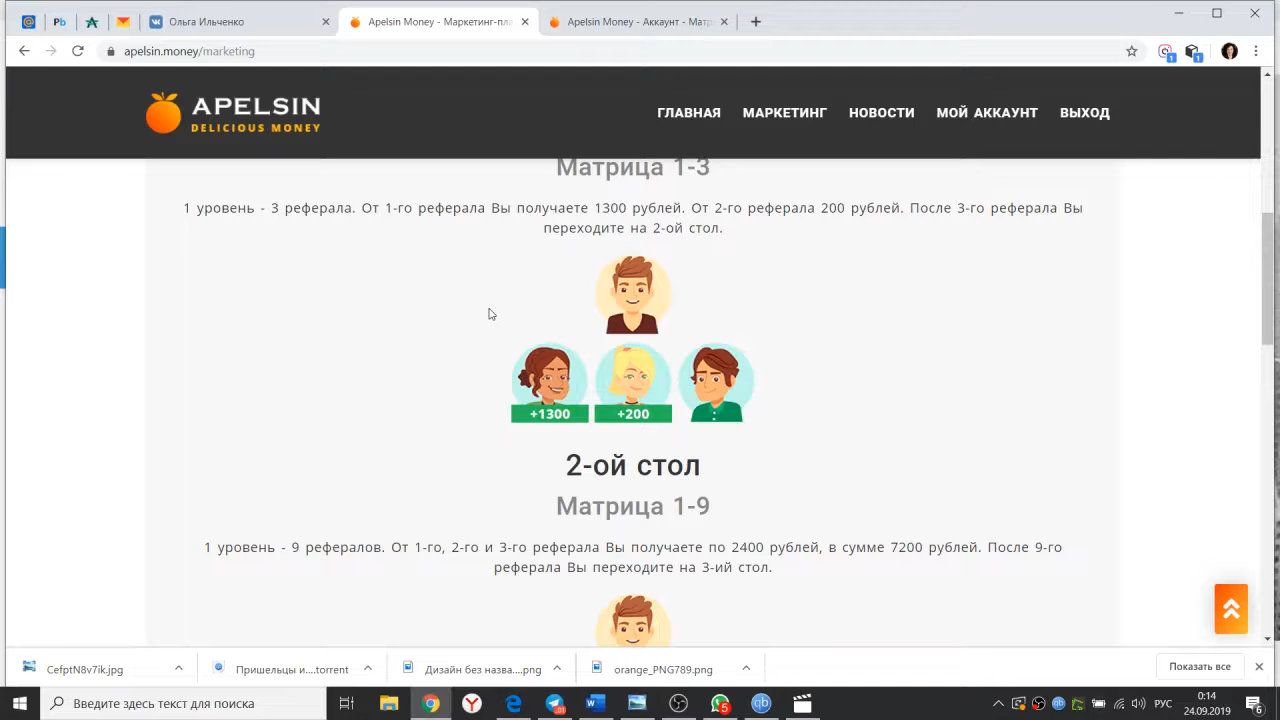 Ольга Ильченко
Apelsin Money - Маркетинг-пла
Apelsin Money - Аккаунт - Матр
apelsin.money/marketing
APELSIN
DELICIOUS MONEY
ГЛАВНАЯ МАРКЕТИНГ НОВОСТИ МОЙ АККАУНТ ВЫХОД
Матрица 1-3
1 уровень - 3 реферала. От 1-го реферала Вы получаете 1300 рублей. От 2-го реферала 200 рублей. После 3-го реферала Вы
переходите на 2-ой стол.
+1300 +200
2-ой стол
Матрица 1-9
1 уровень - 9 рефералов. От 1-го, 2-го и 3-го реферала Вы получаете по 2400 рублей, в сумме 7200 рублей. После 9-го
реферала Вы переходите на 3-ий стол.
CefptN8v7ik.jpg Пришельцы и....torrent Дизайн без назва....png orange_PNG789.png Показать все
Введите здесь текст для поиска
РУС
0:14
24.09.2019